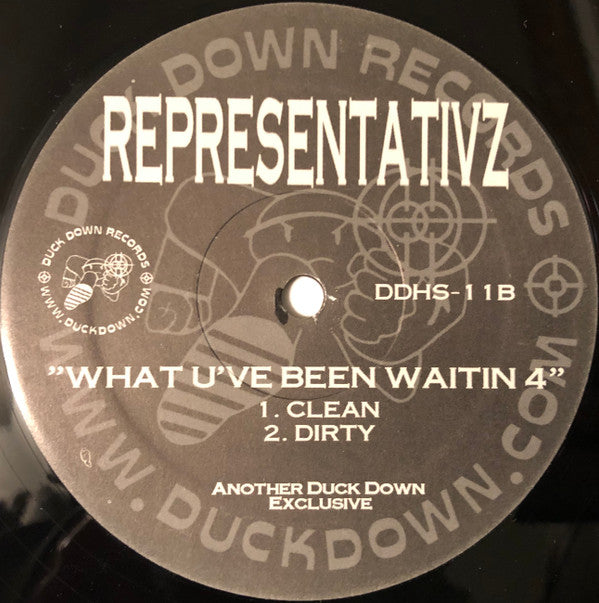 DUCK DOWN RECORDS
REPRESENTATIVZ
DUCK DOWN RECORDS
WWW.DUCKDOWN.COM
DDHS-11B
"WHAT U'VE BEEN WAITIN 4"
1. CLEAN
2. DIRTY
ANOTHER DUCK DOWN
EXCLUSIVE
WWW.DUCKDOWN.COM